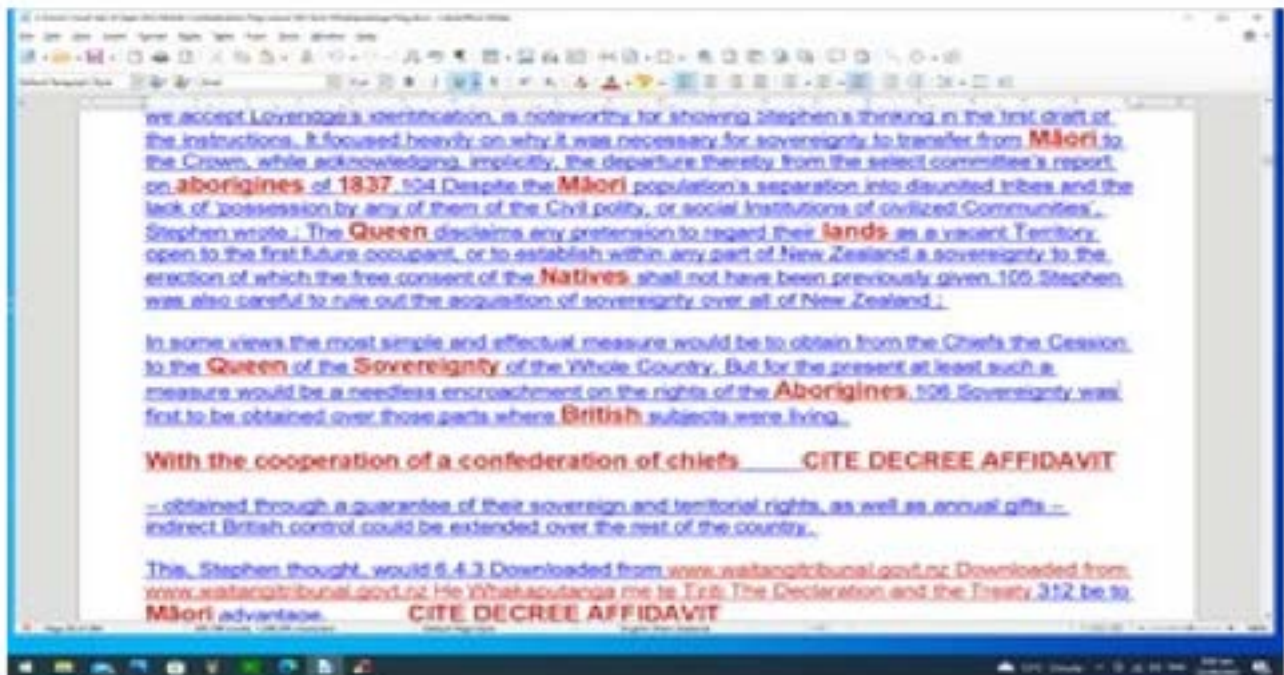 we accept Loveridge's identification, is noteworthy for showing Stephen's thinking in the first draft of
the instructions. It focused heavily on why it was necessary for sovereignty to transfer from Māori to
the Crown, while acknowledging, implicitly, the departure thereby from the select committee's report
on aborigines of 1837.104 Despite the Māori population's separation into disunited tribes and the
lack of 'possession by any of them of the Civil polity, or social Institutions of civilized Communities',
Stephen wrote : The Queen disclaims any pretension to regard their lands as a vacant Territory
open to the first future occupant, or to establish within any part of New Zealand a sovereignty to the
erection of which the free consent of the Natives shall not have been previously given.105 Stephen
was also careful to rule out the acquisition of sovereignty over all of New Zealand :
In some views the most simple and effectual measure would be to obtain from the Chiefs the Cession
to the Queen of the Sovereignty of the Whole Country. But for the present at least such a
measure would be a needless encroachment on the rights of the Aborigines.106 Sovereignty was
first to be obtained over those parts where British subjects were living.
With the cooperation of a confederation of chiefs CITE DECREE AFFIDAVIT
– obtained through a guarantee of their sovereign and territorial rights, as well as annual gifts –
indirect British control could be extended over the rest of the country.
This, Stephen thought, would 6.4.3 Downloaded from www.waitangitribunal.govt.nz Downloaded from
www.waitangitribunal.govt.nz He Whakaputanga me te Tiriti The Declaration and the Treaty 312 be to
Māori advantage. CITE DECREE AFFIDAVIT